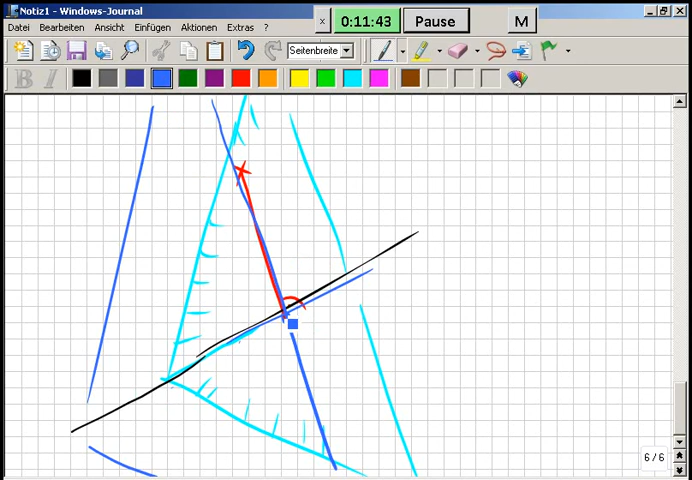 Notiz1 - Windows-Journal
x 0:11:43 Pause M
Datei Bearbeiten Ansicht Einfügen Aktionen Extras ?
Seitenbreite
B I
6 / 6